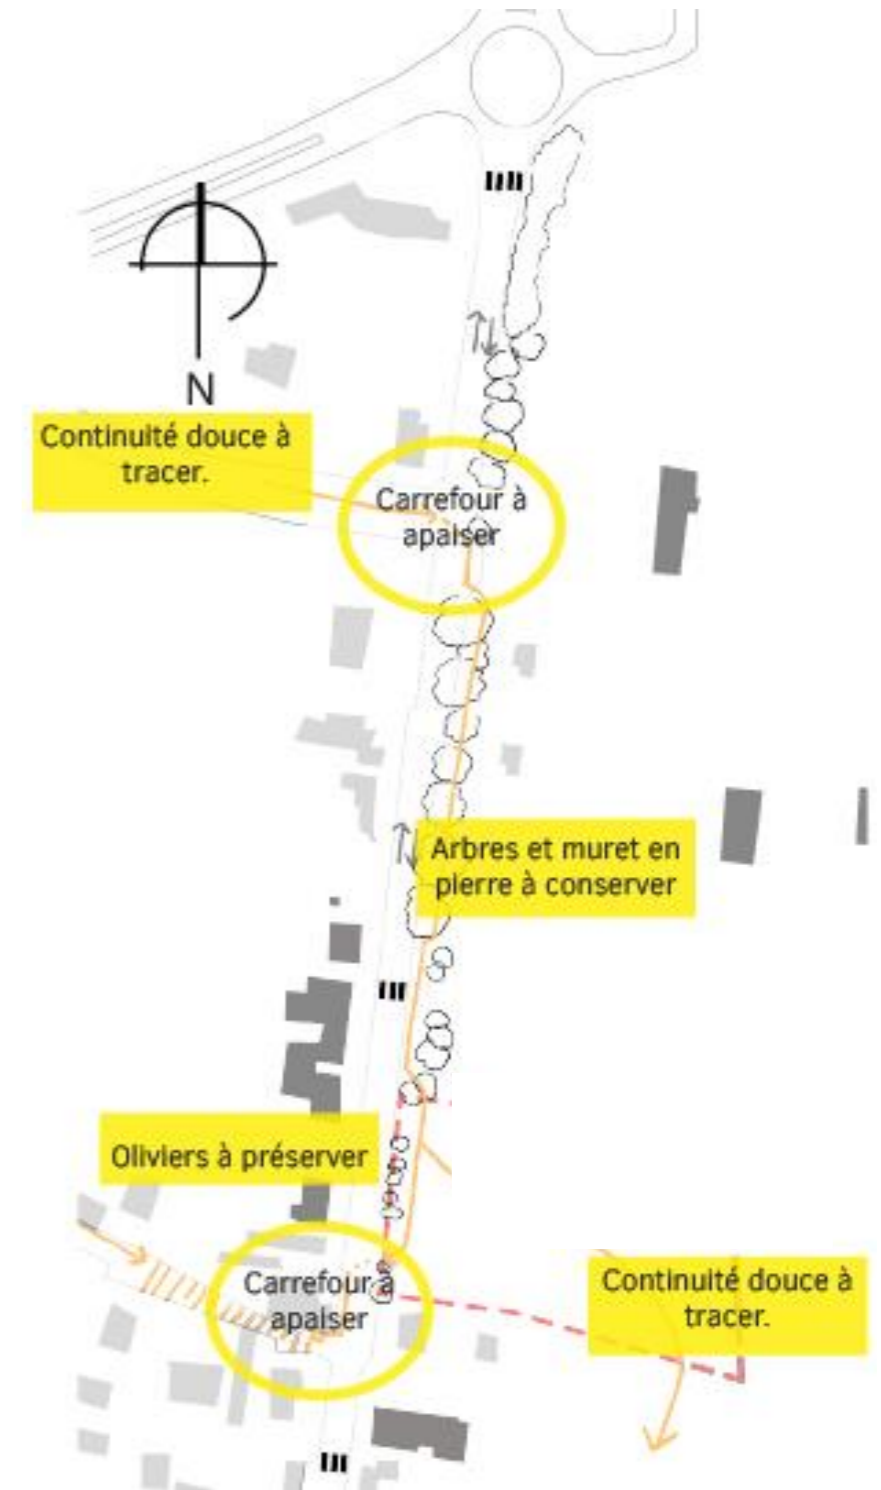 N
Continuité douce à
tracer.
Carrefour à
apaiser
Arbres et muret en
pierre à conserver
Oliviers à préserver
Carrefour à
apaiser
Continuité douce à
tracer.